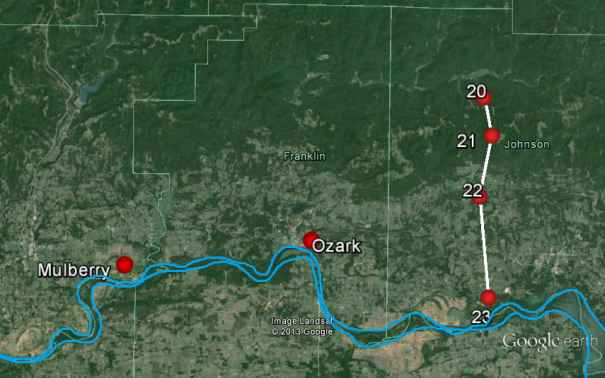 20
21
Johnson
Franklin
22
Ozark
Mulberry
23
Image Landsat
© 2013 Google
Google earth